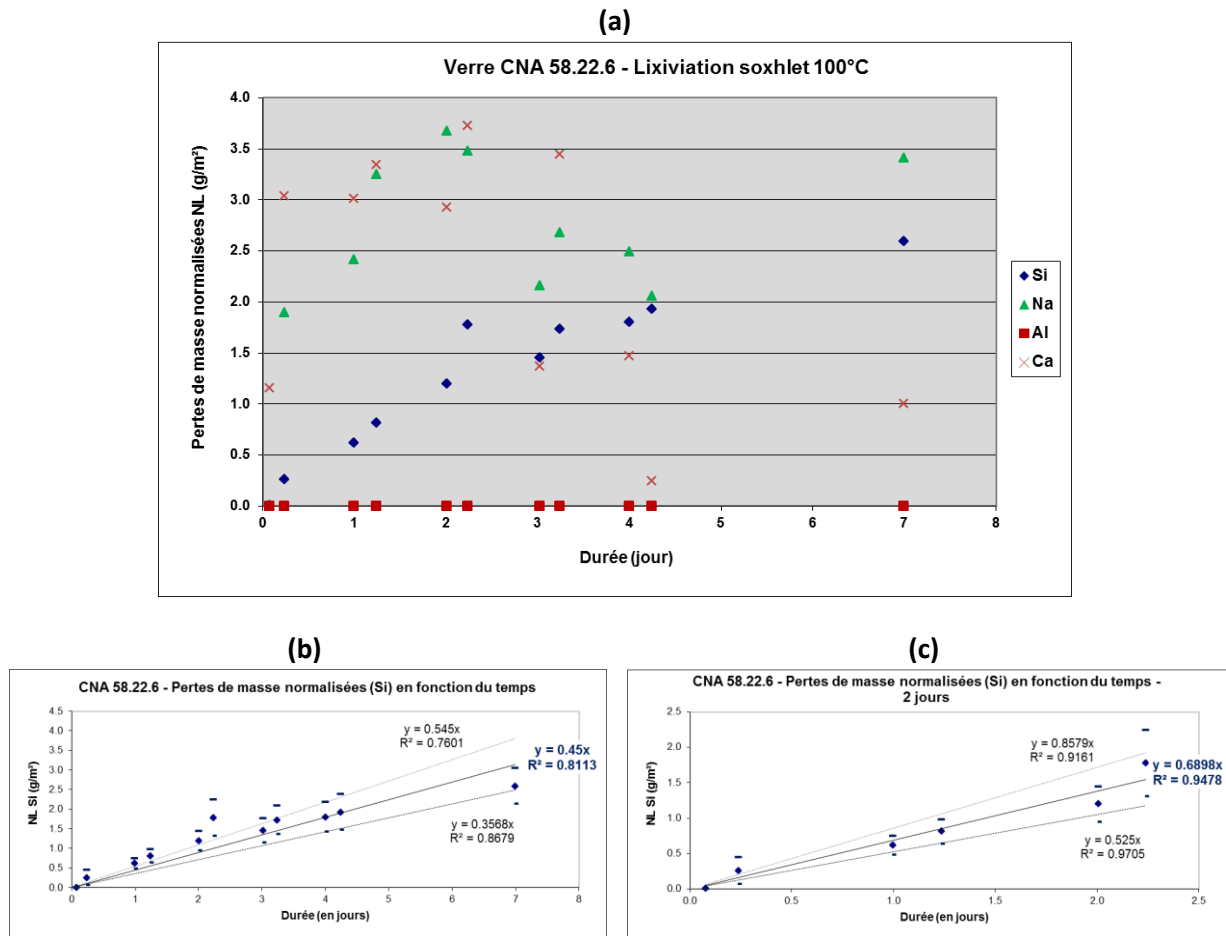 (a)
Verre CNA 58.22.6 - Lixiviation soxhlet 100°C
Pertes de masse normalisées NL (g/m²)
4.0
3.5
3.0
2.5
2.0
1.5
1.0
0.5
0.0
0 1 2 3 4 5 6 7 8
Durée (jour)
Si
Na
Al
Ca
(b)
CNA 58.22.6 - Pertes de masse normalisées (Si) en fonction du temps
NL Si (g/m²)
4.5
4.0
3.5
3.0
2.5
2.0
1.5
1.0
0.5
0.0
y = 0.545x
R² = 0.7601
y = 0.45x
R² = 0.8113
y = 0.3568x
R² = 0.8679
0 1 2 3 4 5 6 7 8
Durée (en jours)
(c)
CNA 58.22.6 - Pertes de masse normalisées (Si) en fonction du temps -
2 jours
NL Si (g/m²)
2.5
2.0
1.5
1.0
0.5
0.0
y = 0.8579x
R² = 0.9161
y = 0.6898x
R² = 0.9478
y = 0.525x
R² = 0.9705
0.0 0.5 1.0 1.5 2.0 2.5
Durée (en jours)